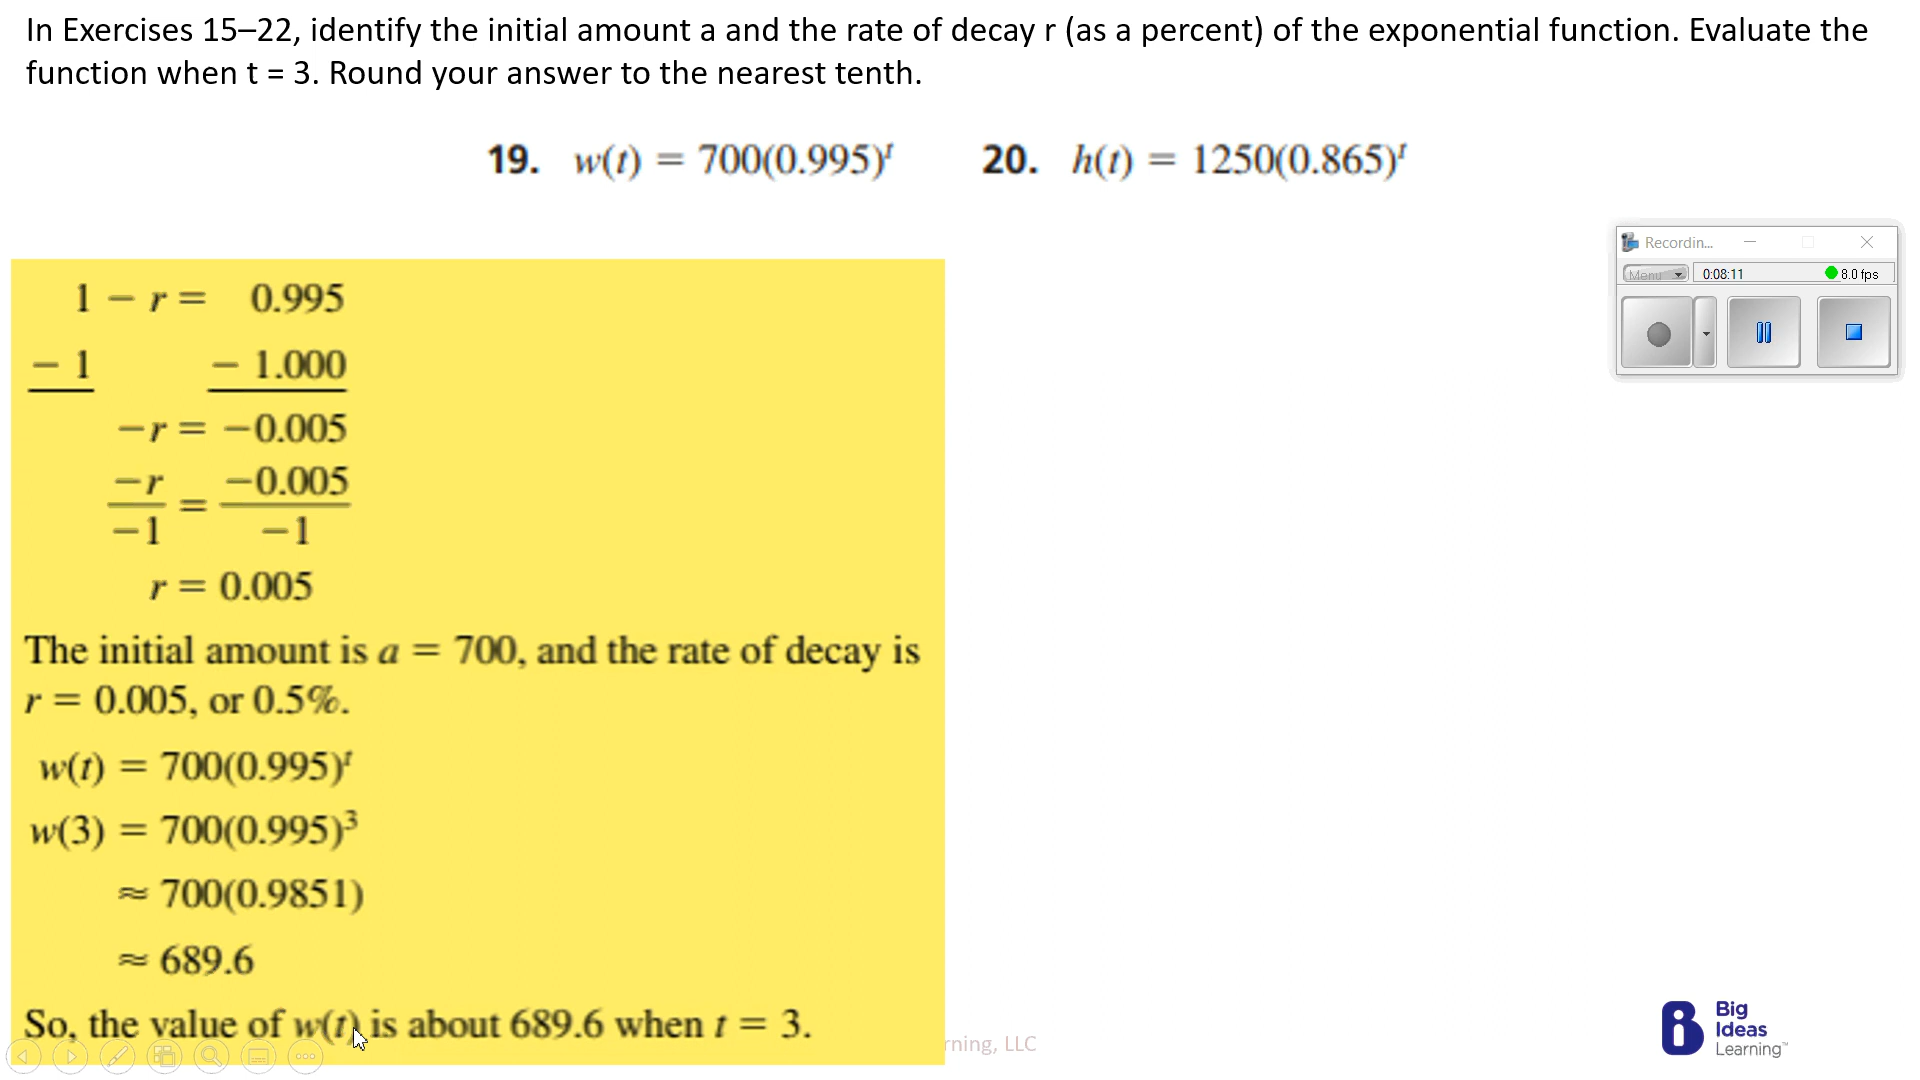 In Exercises 15–22, identify the initial amount a and the rate of decay r (as a percent) of the exponential function. Evaluate the
function when t = 3. Round your answer to the nearest tenth.
19. w(t) = 700(0.995)^t 20. h(t) = 1250(0.865)^t
Recordin...
Menu 0:08:11 8.0 fps
1 − r = 0.995
− 1 − 1.000
−r = −0.005
−r/−1 = −0.005/−1
r = 0.005
The initial amount is a = 700, and the rate of decay is
r = 0.005, or 0.5%.
w(t) = 700(0.995)^t
w(3) = 700(0.995)³
≈ 700(0.9851)
≈ 689.6
So, the value of w(t) is about 689.6 when t = 3.
rning, LLC
Big
Ideas
Learning™